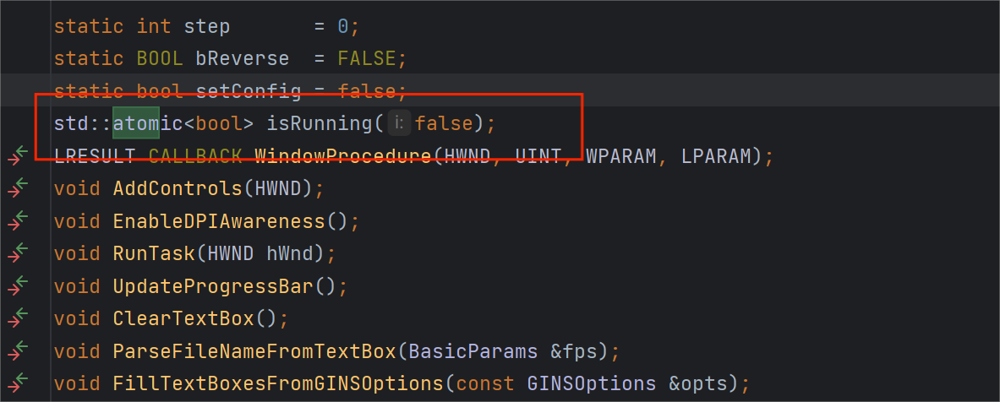 static int step       = 0;
static BOOL bReverse  = FALSE;
static bool setConfig = false;
std::atomic<bool> isRunning(i: false);
LRESULT CALLBACK WindowProcedure(HWND, UINT, WPARAM, LPARAM);
void AddControls(HWND);
void EnableDPIAwareness();
void RunTask(HWND hWnd);
void UpdateProgressBar();
void ClearTextBox();
void ParseFileNameFromTextBox(BasicParams &fps);
void FillTextBoxesFromGINSOptions(const GINSOptions &opts);